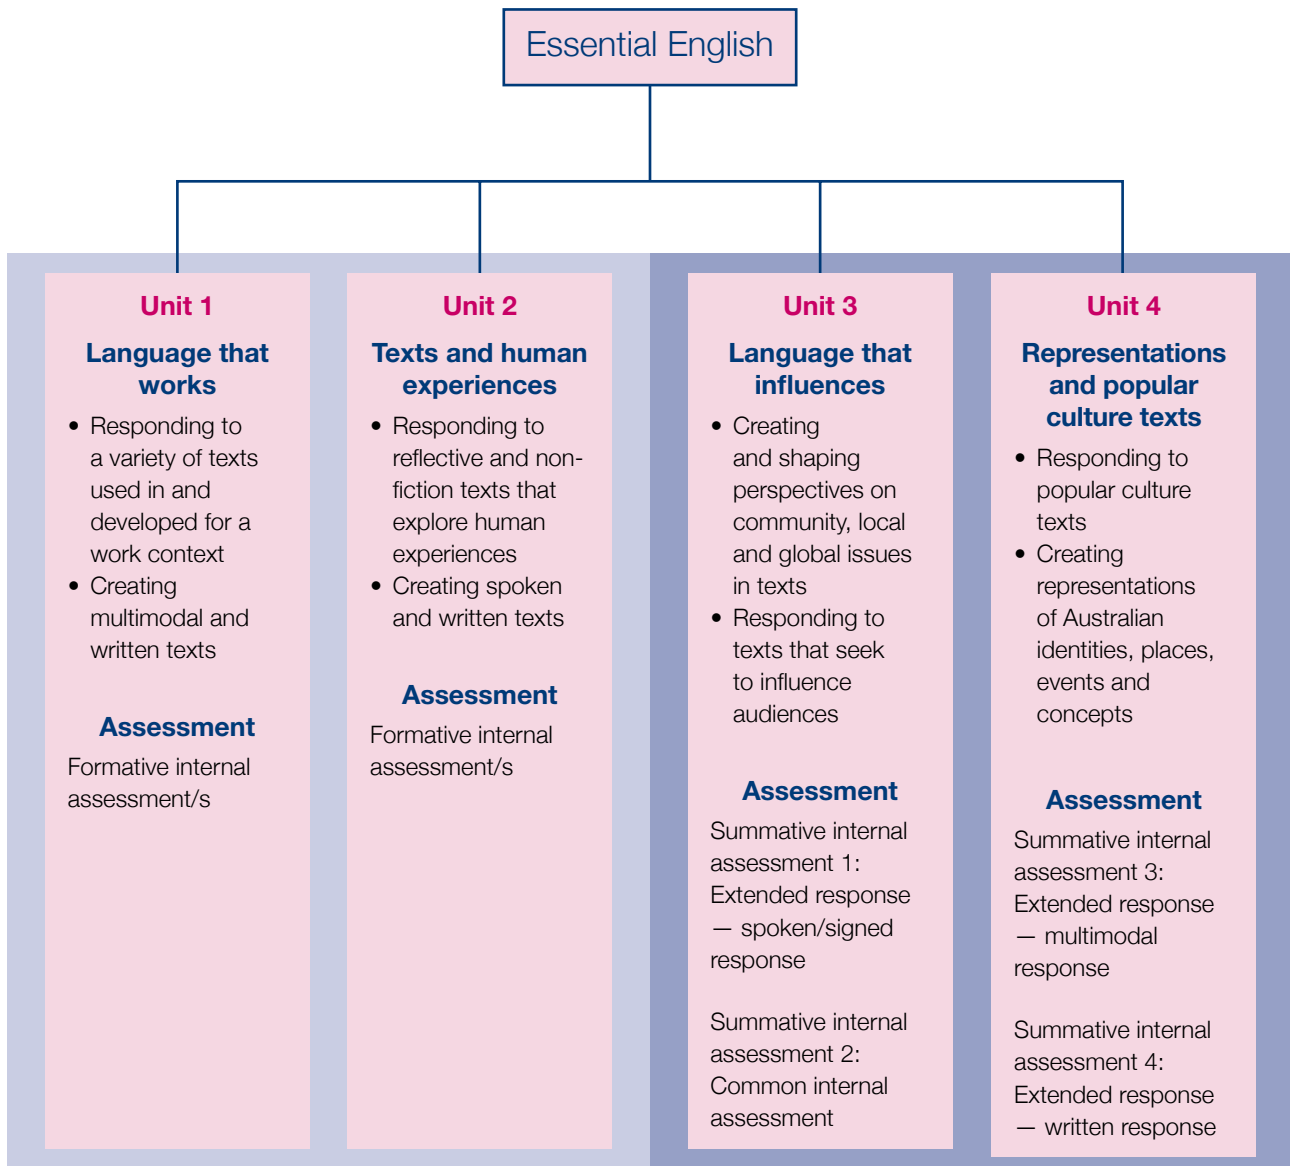 Essential English
Unit 1
Language that
works
• Responding to
a variety of texts
used in and
developed for a
work context
• Creating
multimodal and
written texts
Assessment
Formative internal
assessment/s
Unit 2
Texts and human
experiences
• Responding to
reflective and non-
fiction texts that
explore human
experiences
• Creating spoken
and written texts
Assessment
Formative internal
assessment/s
Unit 3
Language that
influences
• Creating
and shaping
perspectives on
community, local
and global issues
in texts
• Responding to
texts that seek
to influence
audiences
Assessment
Summative internal
assessment 1:
Extended response
— spoken/signed
response
Summative internal
assessment 2:
Common internal
assessment
Unit 4
Representations
and popular
culture texts
• Responding to
popular culture
texts
• Creating
representations
of Australian
identities, places,
events and
concepts
Assessment
Summative internal
assessment 3:
Extended response
— multimodal
response
Summative internal
assessment 4:
Extended response
— written response